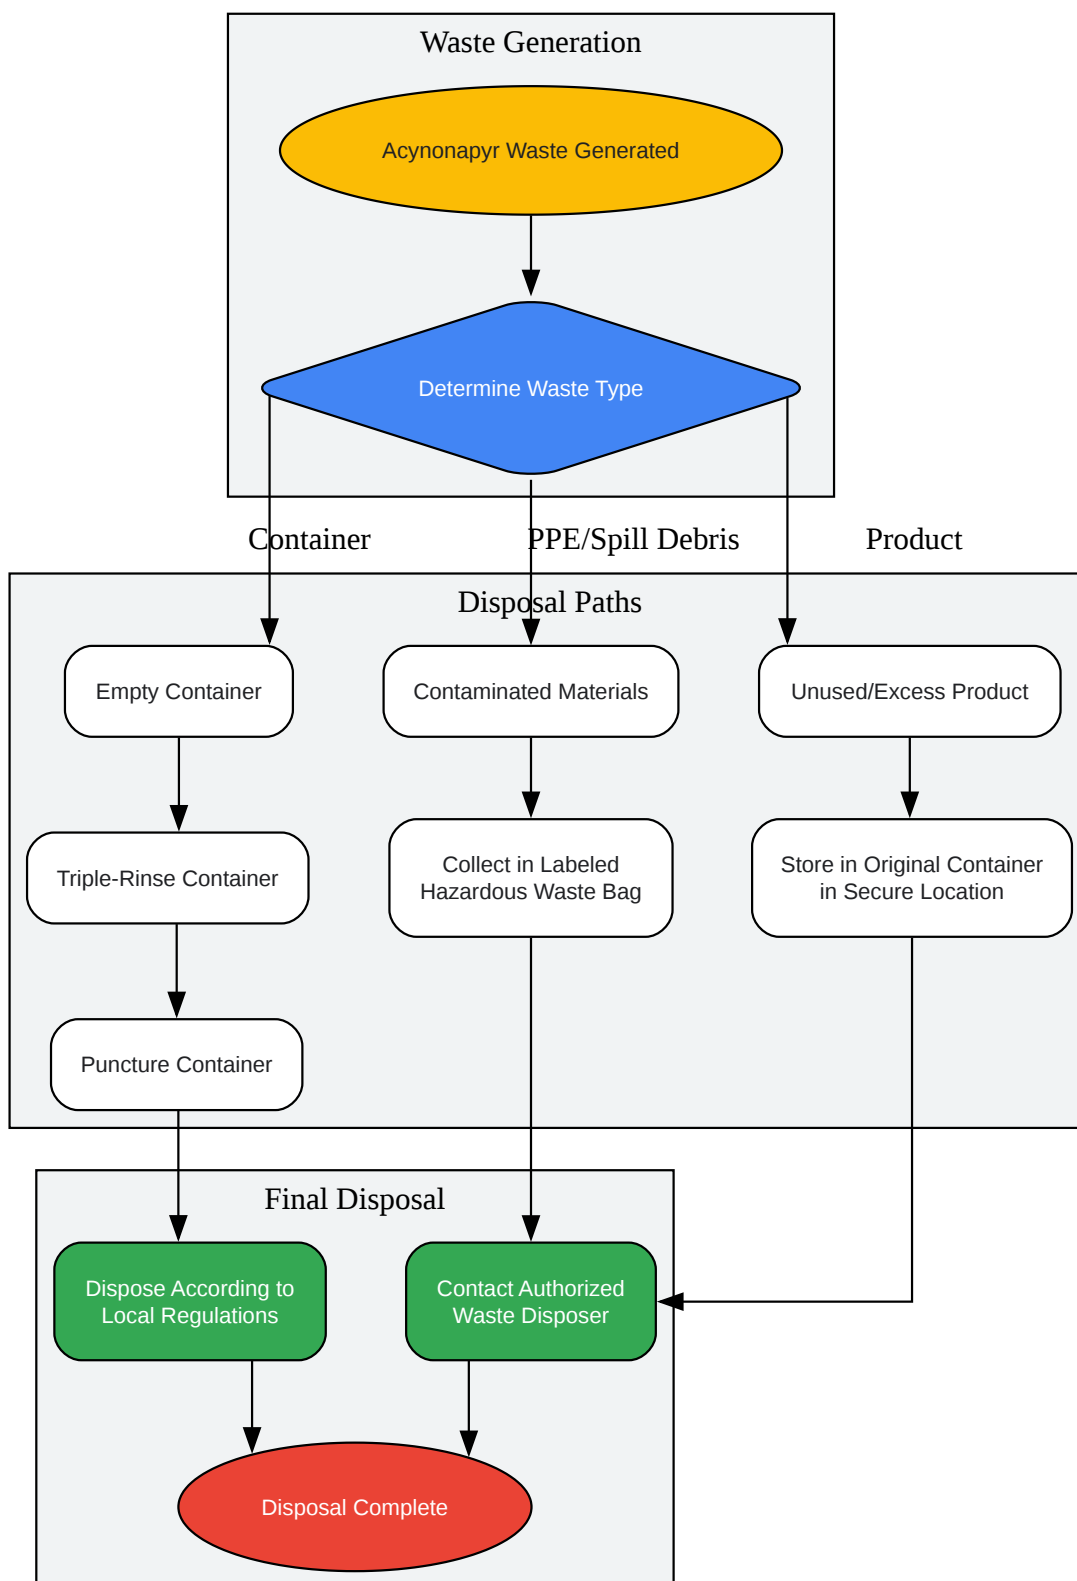 Waste Generation
Acynonapyr Waste Generated
Determine Waste Type
Container
PPE/Spill Debris
Product
Disposal Paths
Empty Container
Contaminated Materials
Unused/Excess Product
Triple-Rinse Container
Collect in Labeled
Hazardous Waste Bag
Store in Original Container
in Secure Location
Puncture Container
Final Disposal
Dispose According to
Local Regulations
Contact Authorized
Waste Disposer
Disposal Complete